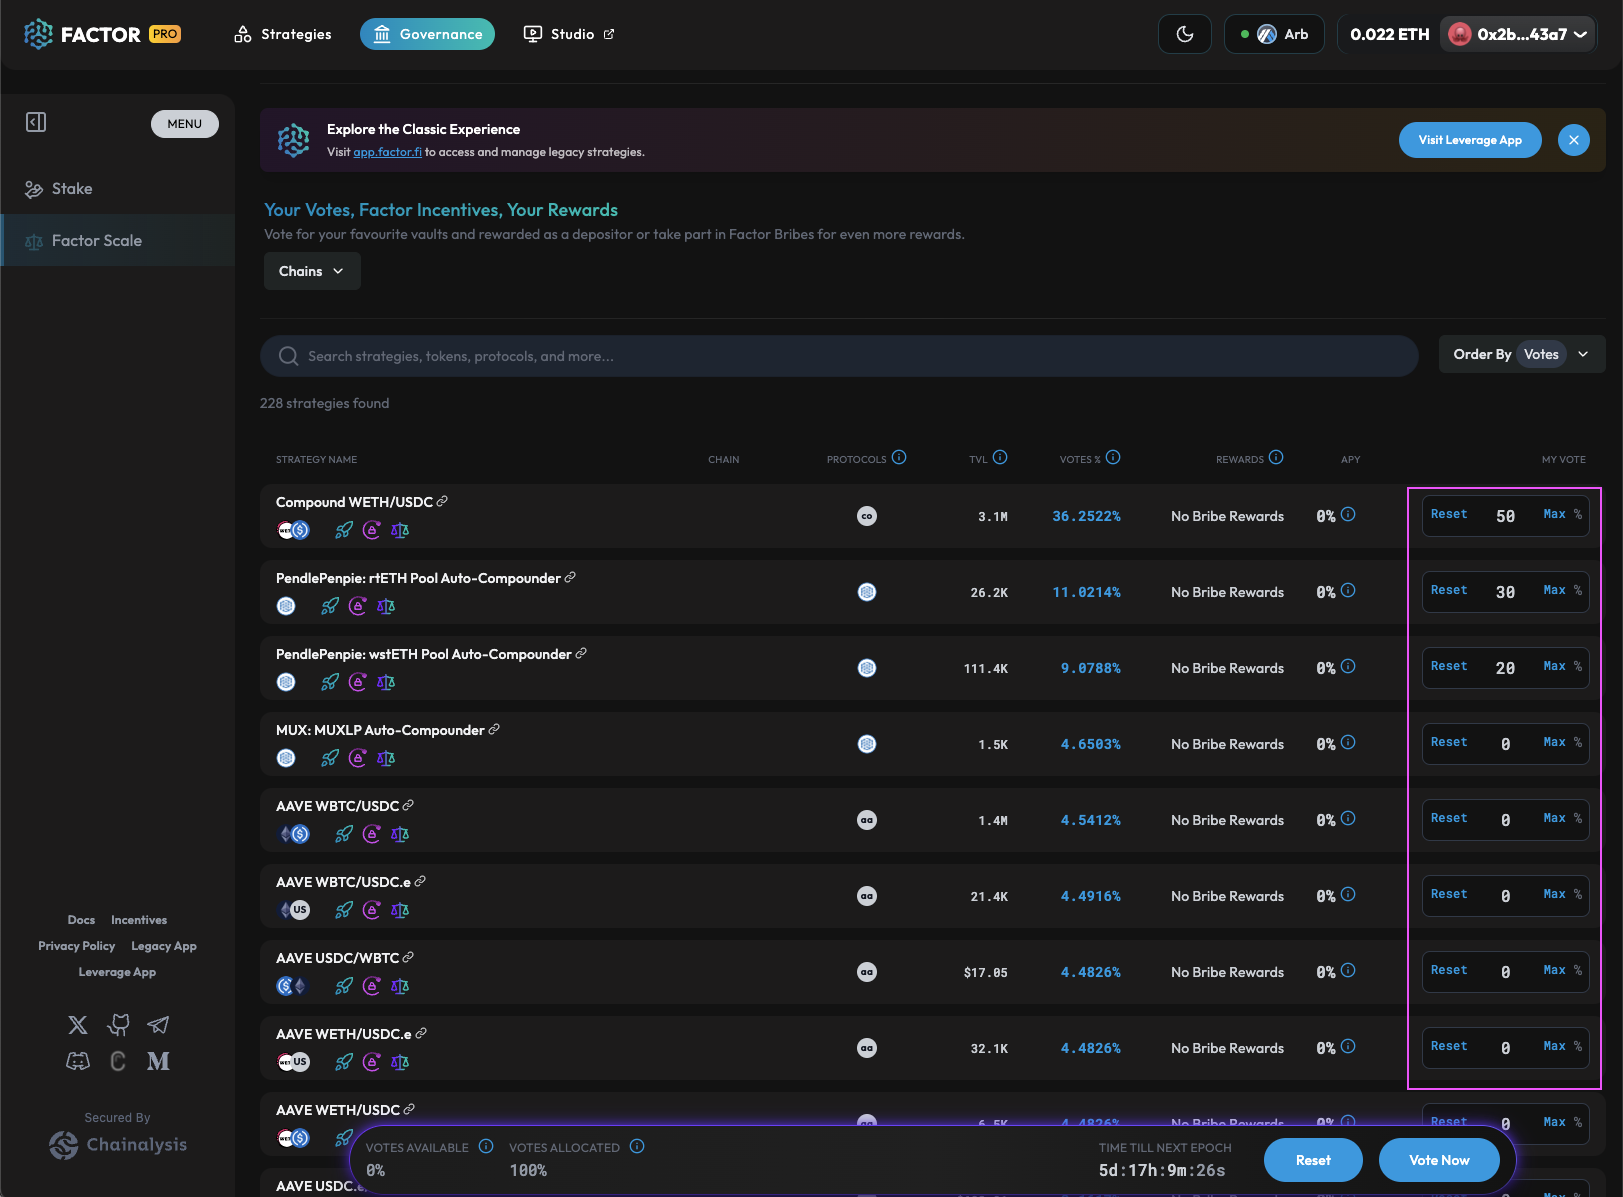 FACTOR PRO
Strategies
Governance
Studio
Arb
0.022 ETH
0x2b...43a7
MENU
Stake
Factor Scale
Explore the Classic Experience
Visit app.factor.fi to access and manage legacy strategies.
Visit Leverage App
Your Votes, Factor Incentives, Your Rewards
Vote for your favourite vaults and rewarded as a depositor or take part in Factor Bribes for even more rewards.
Chains
Search strategies, tokens, protocols, and more...
Order By Votes
228 strategies found
STRATEGY NAME CHAIN PROTOCOLS TVL VOTES % REWARDS APY MY VOTE
Compound WETH/USDC
co 3.1M 36.2522% No Bribe Rewards 0% Reset 50 Max %
PendlePenpie: rtETH Pool Auto-Compounder
26.2K 11.0214% No Bribe Rewards 0% Reset 30 Max %
PendlePenpie: wstETH Pool Auto-Compounder
111.4K 9.0788% No Bribe Rewards 0% Reset 20 Max %
MUX: MUXLP Auto-Compounder
1.5K 4.6503% No Bribe Rewards 0% Reset 0 Max %
AAVE WBTC/USDC
aa 1.4M 4.5412% No Bribe Rewards 0% Reset 0 Max %
AAVE WBTC/USDC.e
US aa 21.4K 4.4916% No Bribe Rewards 0% Reset 0 Max %
AAVE USDC/WBTC
aa $17.05 4.4826% No Bribe Rewards 0% Reset 0 Max %
AAVE WETH/USDC.e
US aa 32.1K 4.4826% No Bribe Rewards 0% Reset 0 Max %
AAVE WETH/USDC
6.5K 4.4826% No Bribe Rewards 0% Reset 0 Max %
AAVE USDC.e
VOTES AVAILABLE
0%
VOTES ALLOCATED
100%
TIME TILL NEXT EPOCH
5d:17h:9m:26s
Reset
Vote Now
Docs Incentives
Privacy Policy Legacy App
Leverage App
Secured By
Chainalysis